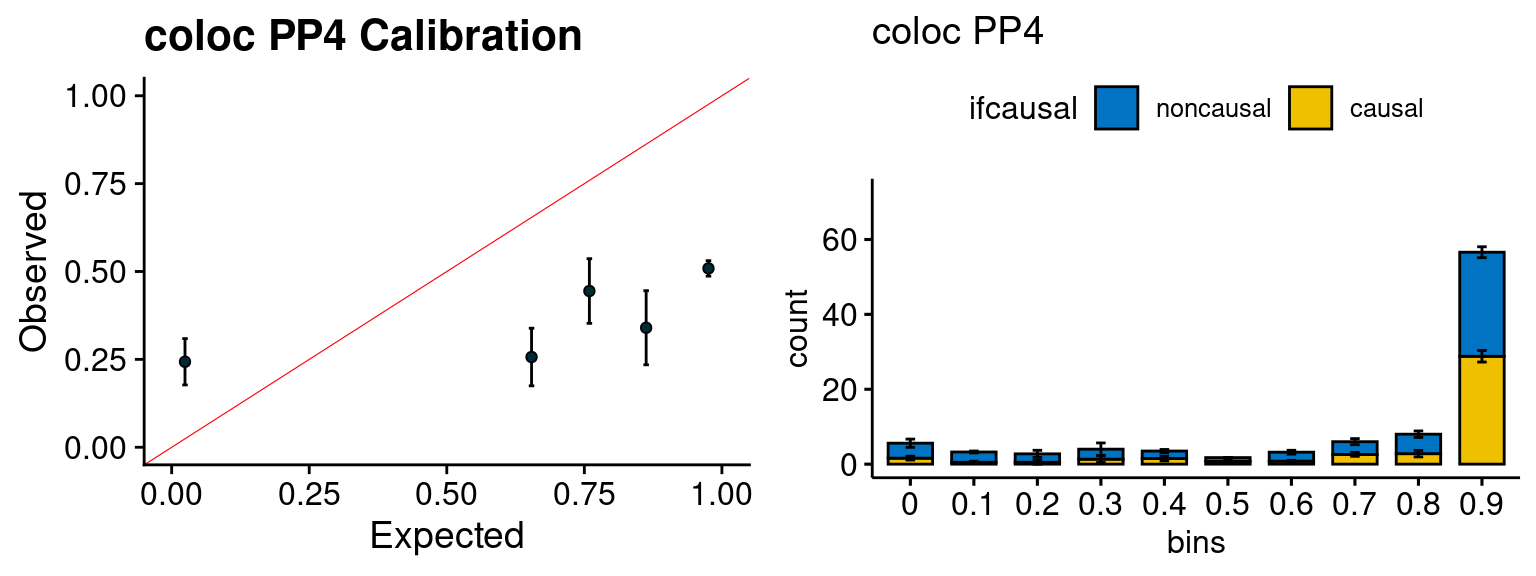 coloc PP4 Calibration
1.00
0.75
0.50
0.25
0.00
Observed
0.00 0.25 0.50 0.75 1.00
Expected
coloc PP4
ifcausal noncausal causal
60
40
20
0
count
0 0.1 0.2 0.3 0.4 0.5 0.6 0.7 0.8 0.9
bins